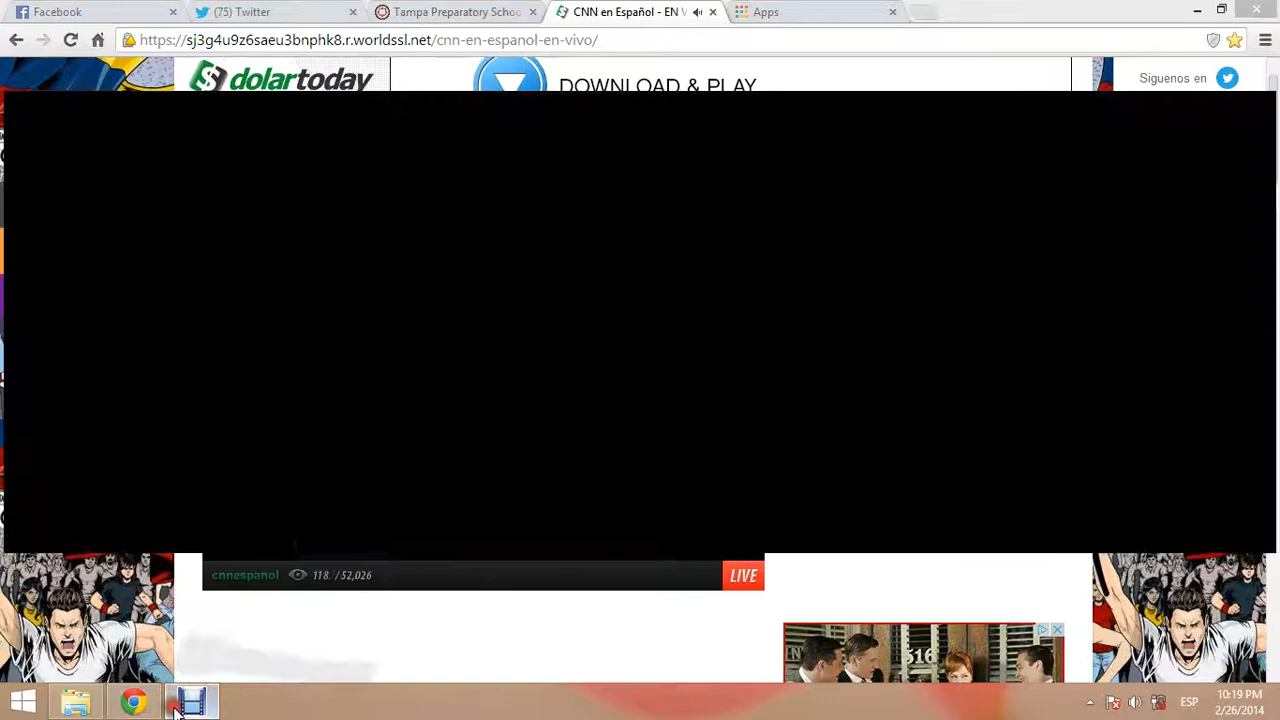 Facebook
(75) Twitter
Tampa Preparatory Schoo
CNN en Español - EN V
Apps
https://sj3g4u9z6saeu3bnphk8.r.worldssl.net/cnn-en-espanol-en-vivo/
dolartoday
DOWNLOAD & PLAY
Siguenos en
cnnespanol
118 / 52,026
LIVE
516
ESP
10:19 PM
2/26/2014